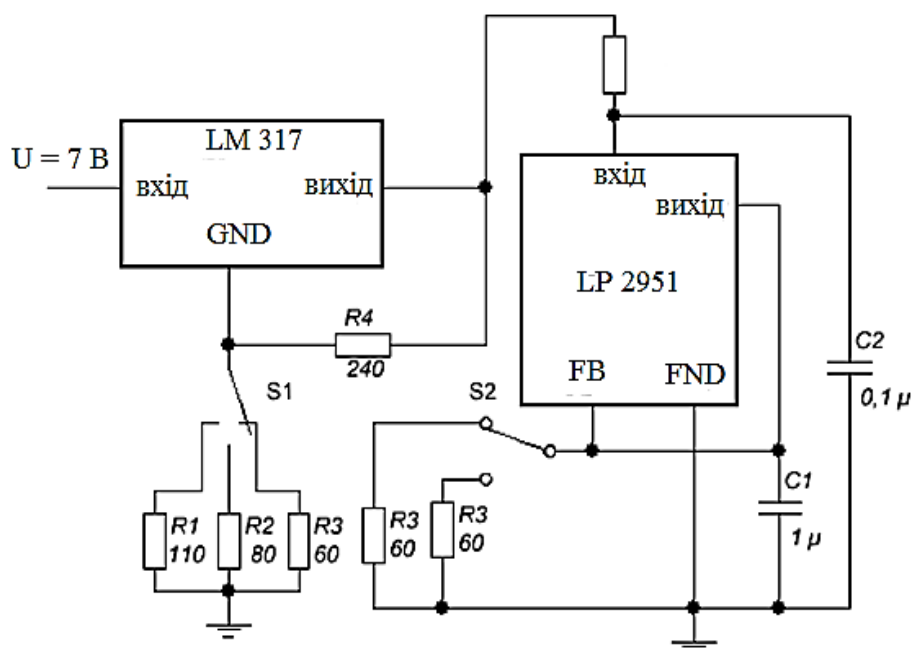 LM 317
U = 7 В
вхід
вихід
GND
вхід
вихід
LP 2951
FB
FND
R4
240
S1
S2
C2
0,1 µ
C1
1 µ
R1
110
R2
80
R3
60
R3
60
R3
60